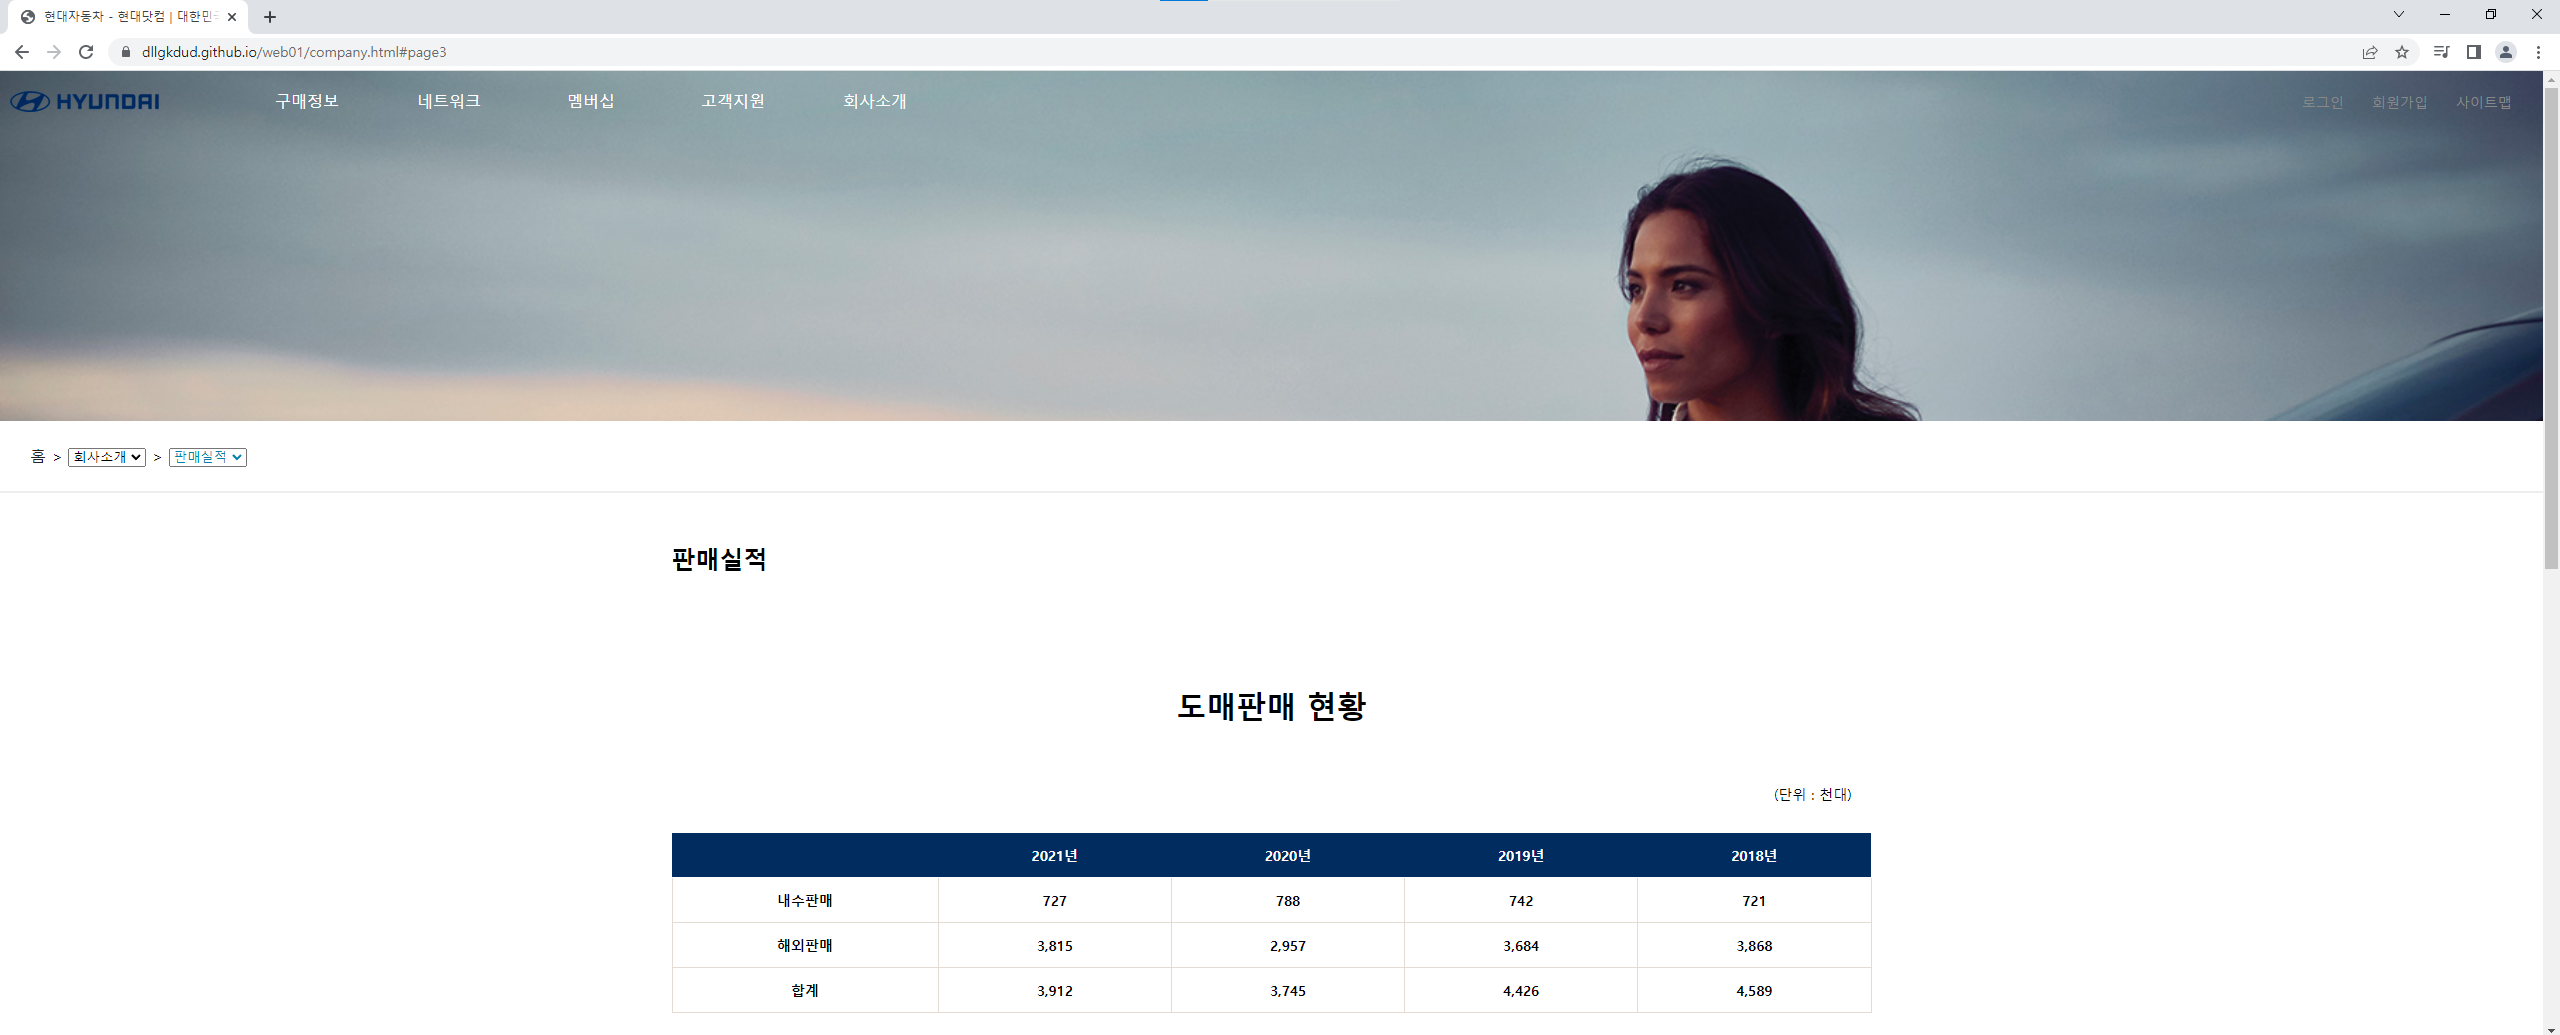 현대자동차 - 현대닷컴 | 대한민국
dllgkdud.github.io/web01/company.html#page3
HYUNDAI 구매정보 네트워크 멤버십 고객지원 회사소개 로그인 회원가입 사이트맵
홈 > 회사소개 > 판매실적
판매실적
도매판매 현황
(단위 : 천대)
2021년 2020년 2019년 2018년
내수판매 727 788 742 721
해외판매 3,815 2,957 3,684 3,868
합계 3,912 3,745 4,426 4,589